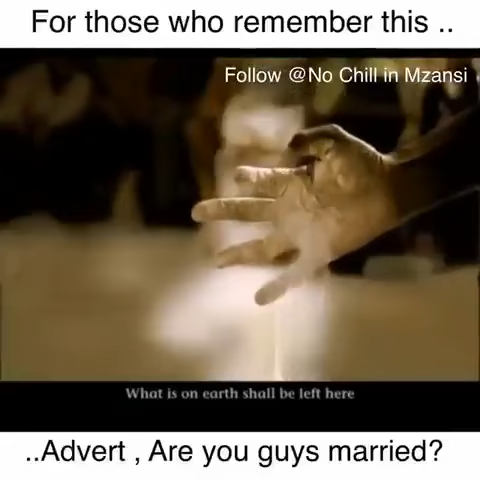 For those who remember this ..
Follow @No Chill in Mzansi
What is on earth shall be left here
..Advert , Are you guys married?